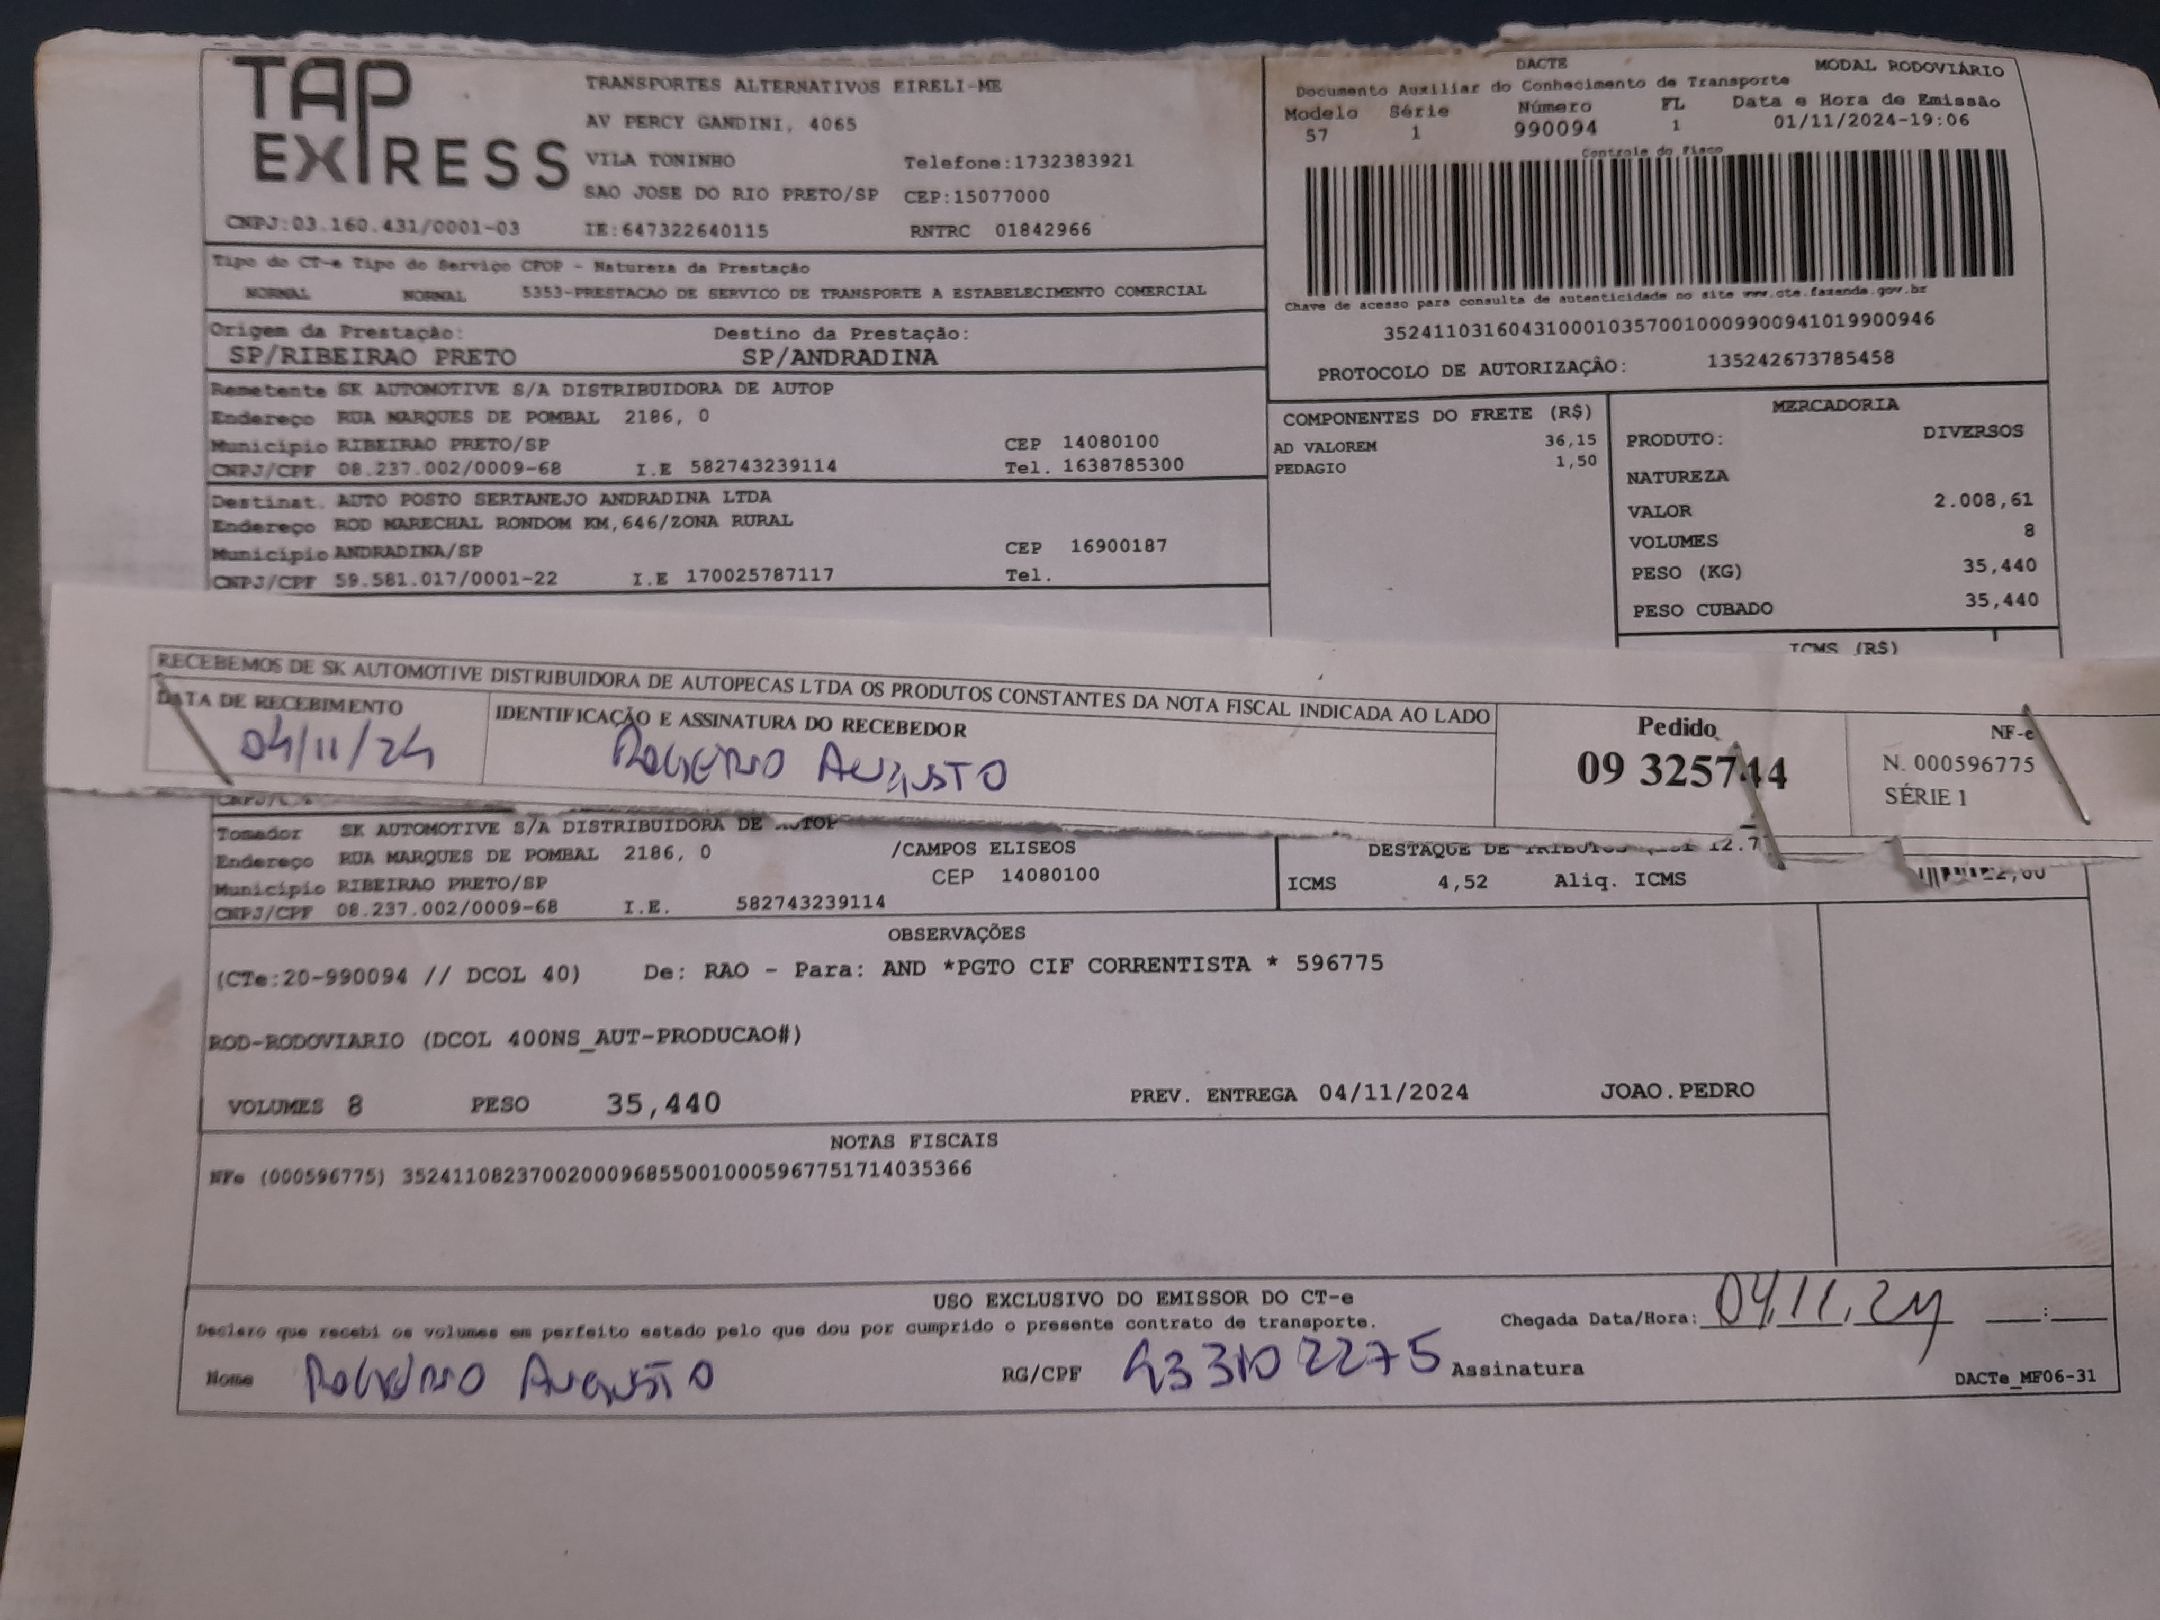 TAP EXPRESS
TRANSPORTES ALTERNATIVOS EIRELI-ME
AV PERCY GANDINI, 4065
VILA TONINHO Telefone:1732383921
SAO JOSE DO RIO PRETO/SP CEP:15077000
CNPJ:03.160.431/0001-03 IE:647322640115 RNTRC 01842966
DACTE MODAL RODOVIÁRIO
Documento Auxiliar do Conhecimento de Transporte
Modelo Série Número FL Data e Hora de Emissão
57 1 990094 1 01/11/2024-19:06
Controle do Fisco
Chave de acesso para consulta de autenticidade no site www.cte.fazenda.gov.br
35241103160431000103570010009900941019900946
PROTOCOLO DE AUTORIZAÇÂO: 135242673785458
Tipo do CT-e Tipo do Serviço CFOP - Natureza da Prestação
NORMAL NORMAL 5353-PRESTACAO DE SERVICO DE TRANSPORTE A ESTABELECIMENTO COMERCIAL
Origem da Prestação: Destino da Prestação:
SP/RIBEIRAO PRETO SP/ANDRADINA
Remetente SK AUTOMOTIVE S/A DISTRIBUIDORA DE AUTOP
Endereço RUA MARQUES DE POMBAL 2186, 0
Município RIBEIRAO PRETO/SP CEP 14080100
CNPJ/CPF 08.237.002/0009-68 I.E 582743239114 Tel. 1638785300
Destinat. AUTO POSTO SERTANEJO ANDRADINA LTDA
Endereço ROD MARECHAL RONDOM KM,646/ZONA RURAL
Município ANDRADINA/SP CEP 16900187
CNPJ/CPF 59.581.017/0001-22 I.E 170025787117 Tel.
COMPONENTES DO FRETE (R$)
AD VALOREM 36,15
PEDAGIO 1,50
MERCADORIA
PRODUTO: DIVERSOS
NATUREZA
VALOR 2.008,61
VOLUMES 8
PESO (KG) 35,440
PESO CUBADO 35,440
ICMS (R$)
RECEBEMOS DE SK AUTOMOTIVE DISTRIBUIDORA DE AUTOPECAS LTDA OS PRODUTOS CONSTANTES DA NOTA FISCAL INDICADA AO LADO
DATA DE RECEBIMENTO IDENTIFICAÇÃO E ASSINATURA DO RECEBEDOR
04/11/24 ROGERIO AUGUSTO
Pedido
09 325744
NF-e
N. 000596775
SÉRIE 1
CNPJ/C
Tomador SK AUTOMOTIVE S/A DISTRIBUIDORA DE AUTOP
Endereço RUA MARQUES DE POMBAL 2186, 0 /CAMPOS ELISEOS
Município RIBEIRAO PRETO/SP CEP 14080100
CNPJ/CPF 08.237.002/0009-68 I.E. 582743239114
DESTAQUE DE TRIBUTOS 12.7
ICMS 4,52 Aliq. ICMS
OBSERVAÇÕES
(CTe:20-990094 // DCOL 40) De: RAO - Para: AND *PGTO CIF CORRENTISTA * 596775
ROD-RODOVIARIO (DCOL 400NS_AUT-PRODUCAO#)
VOLUMES 8 PESO 35,440 PREV. ENTREGA 04/11/2024 JOAO.PEDRO
NOTAS FISCAIS
NFe (000596775) 35241108237002000968550010005967751714035366
USO EXCLUSIVO DO EMISSOR DO CT-e
Declaro que recebi os volumes em perfeito estado pelo que dou por cumprido o presente contrato de transporte. Chegada Data/Hora: 04,11,24 :
Nome ROGERIO AUGUSTO RG/CPF 433102275 Assinatura
DACTe_MF06-31